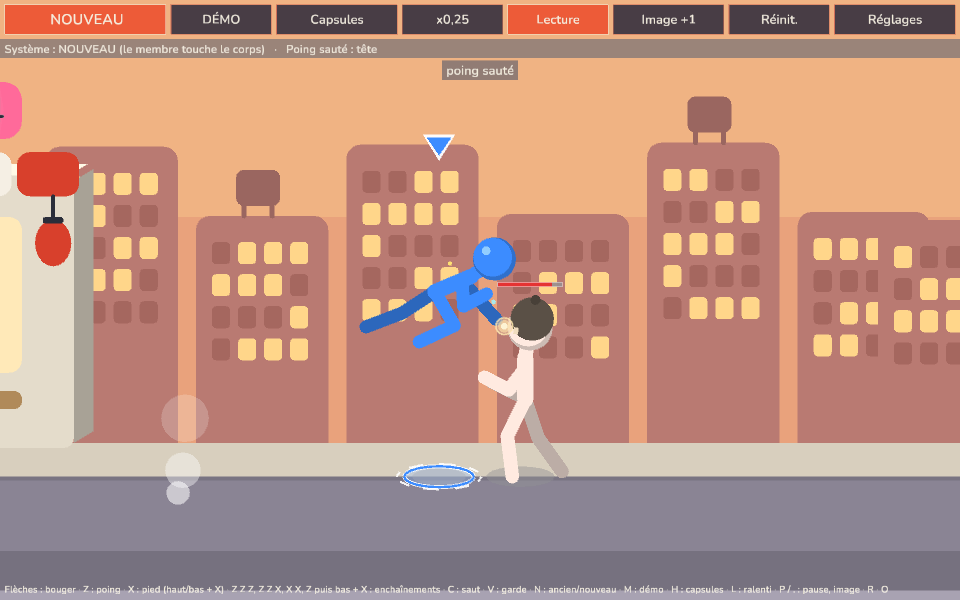 NOUVEAU DÉMO Capsules x0,25 Lecture Image +1 Réinit. Réglages
Système : NOUVEAU (le membre touche le corps) · Poing sauté : tête
poing sauté
Flèches : bouger · Z : poing · X : pied (haut/bas + X) · Z Z Z, Z Z X, X X, Z puis bas + X : enchaînements · C : saut · V : garde · N : ancien/nouveau · M : démo · H : capsules · L : ralenti · P / , : pause, image · R · O